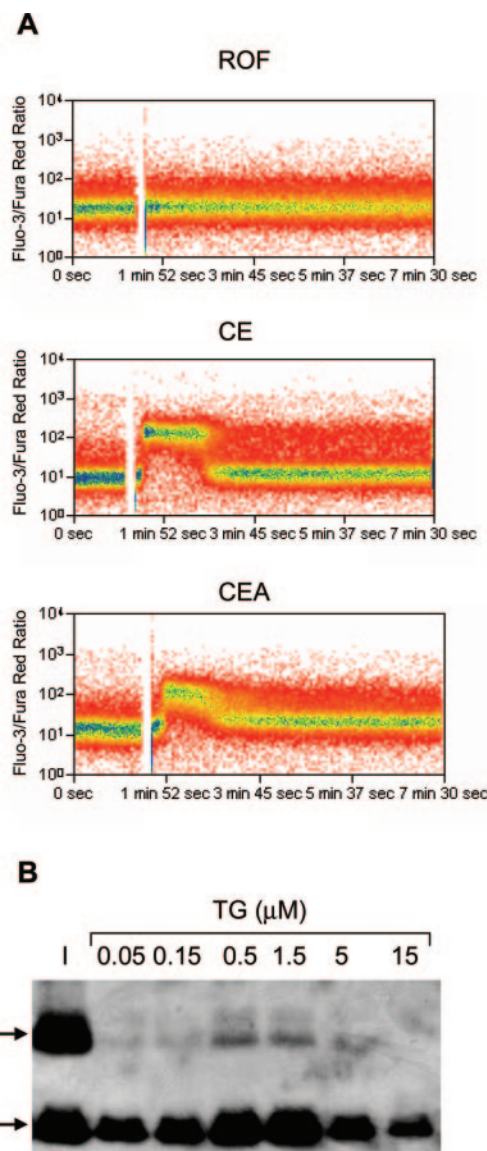 A
ROF
Fluo-3/Fura Red Ratio
10⁴
10³
10²
10¹
10⁰
0 sec 1 min 52 sec 3 min 45 sec 5 min 37 sec 7 min 30 sec
CE
Fluo-3/Fura Red Ratio
10⁴
10³
10²
10¹
10⁰
0 sec 1 min 52 sec 3 min 45 sec 5 min 37 sec 7 min 30 sec
CEA
Fluo-3/Fura Red Ratio
10⁴
10³
10²
10¹
10⁰
0 sec 1 min 52 sec 3 min 45 sec 5 min 37 sec 7 min 30 sec
B
TG (μM)
I 0.05 0.15 0.5 1.5 5 15